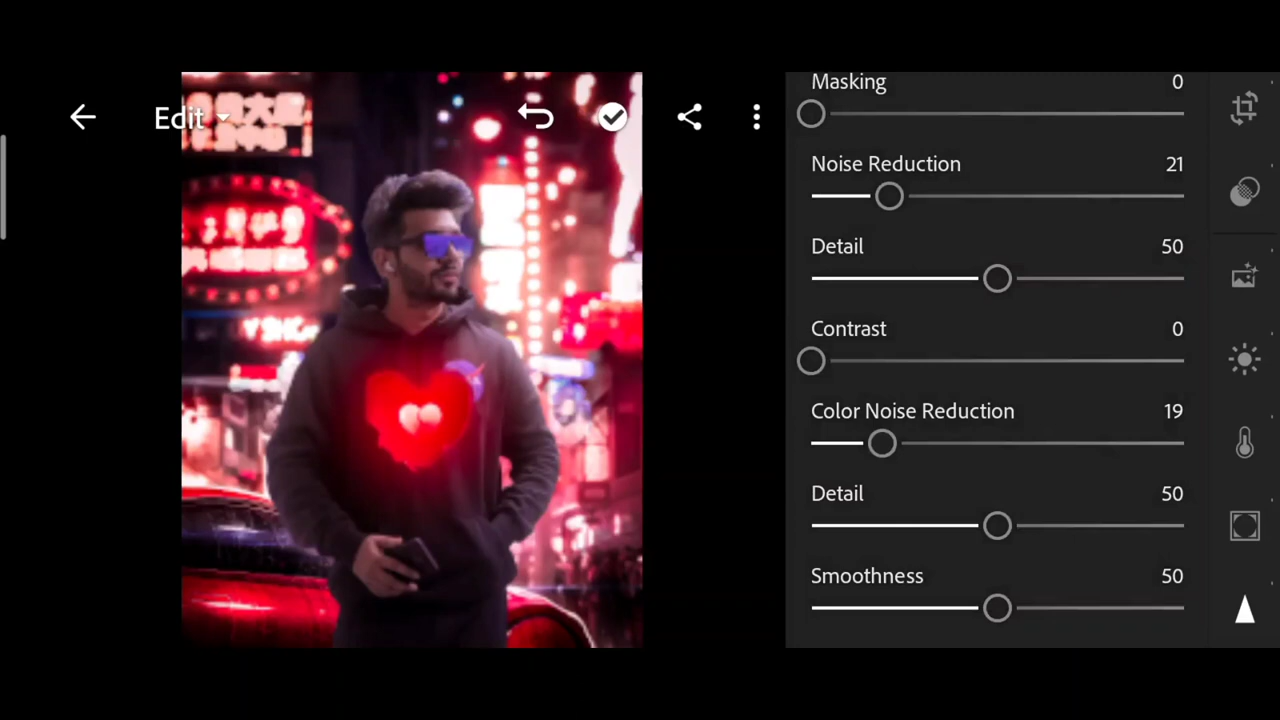 Edit
Masking 0
Noise Reduction 21
Detail 50
Contrast 0
Color Noise Reduction 19
Detail 50
Smoothness 50